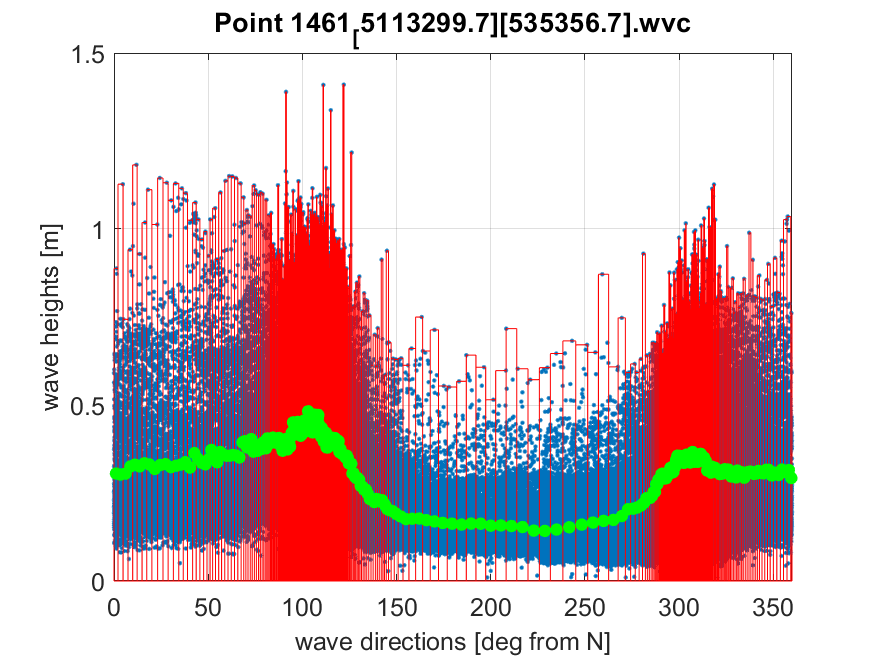 Point 1461[5113299.7][535356.7].wvc
1.5
1
0.5
0
wave heights [m]
0 50 100 150 200 250 300 350
wave directions [deg from N]